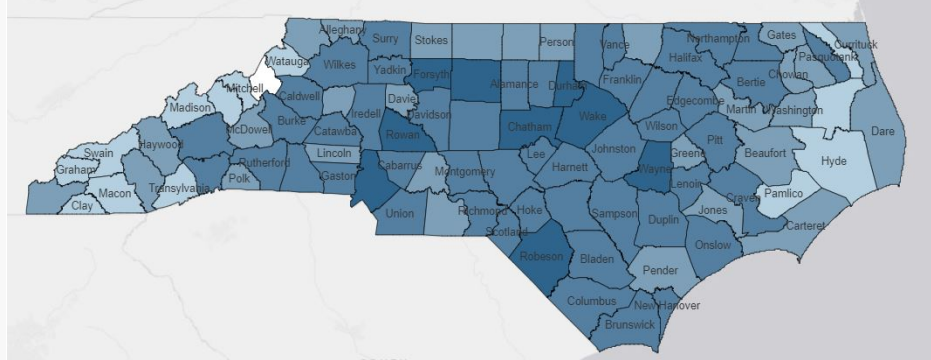 Alleghany
Surry
Stokes
Person
Vance
Northampton
Gates
Currituck
Pasquotank
Watauga
Wilkes
Yadkin
Forsyth
Alamance
Durham
Franklin
Halifax
Bertie
Chowan
Mitchell
Caldwell
Iredell
Davie
Davidson
Edgecombe
Martin
Washington
Madison
McDowell
Burke
Catawba
Rowan
Chatham
Wake
Wilson
Pitt
Dare
Swain
Haywood
Rutherford
Lincoln
Cabarrus
Montgomery
Lee
Harnett
Johnston
Wayne
Greene
Beaufort
Hyde
Graham
Macon
Transylvania
Polk
Gaston
Lenoir
Craven
Pamlico
Clay
Union
Richmond
Hoke
Sampson
Duplin
Jones
Carteret
Scotland
Robeson
Bladen
Onslow
Pender
Columbus
New Hanover
Brunswick